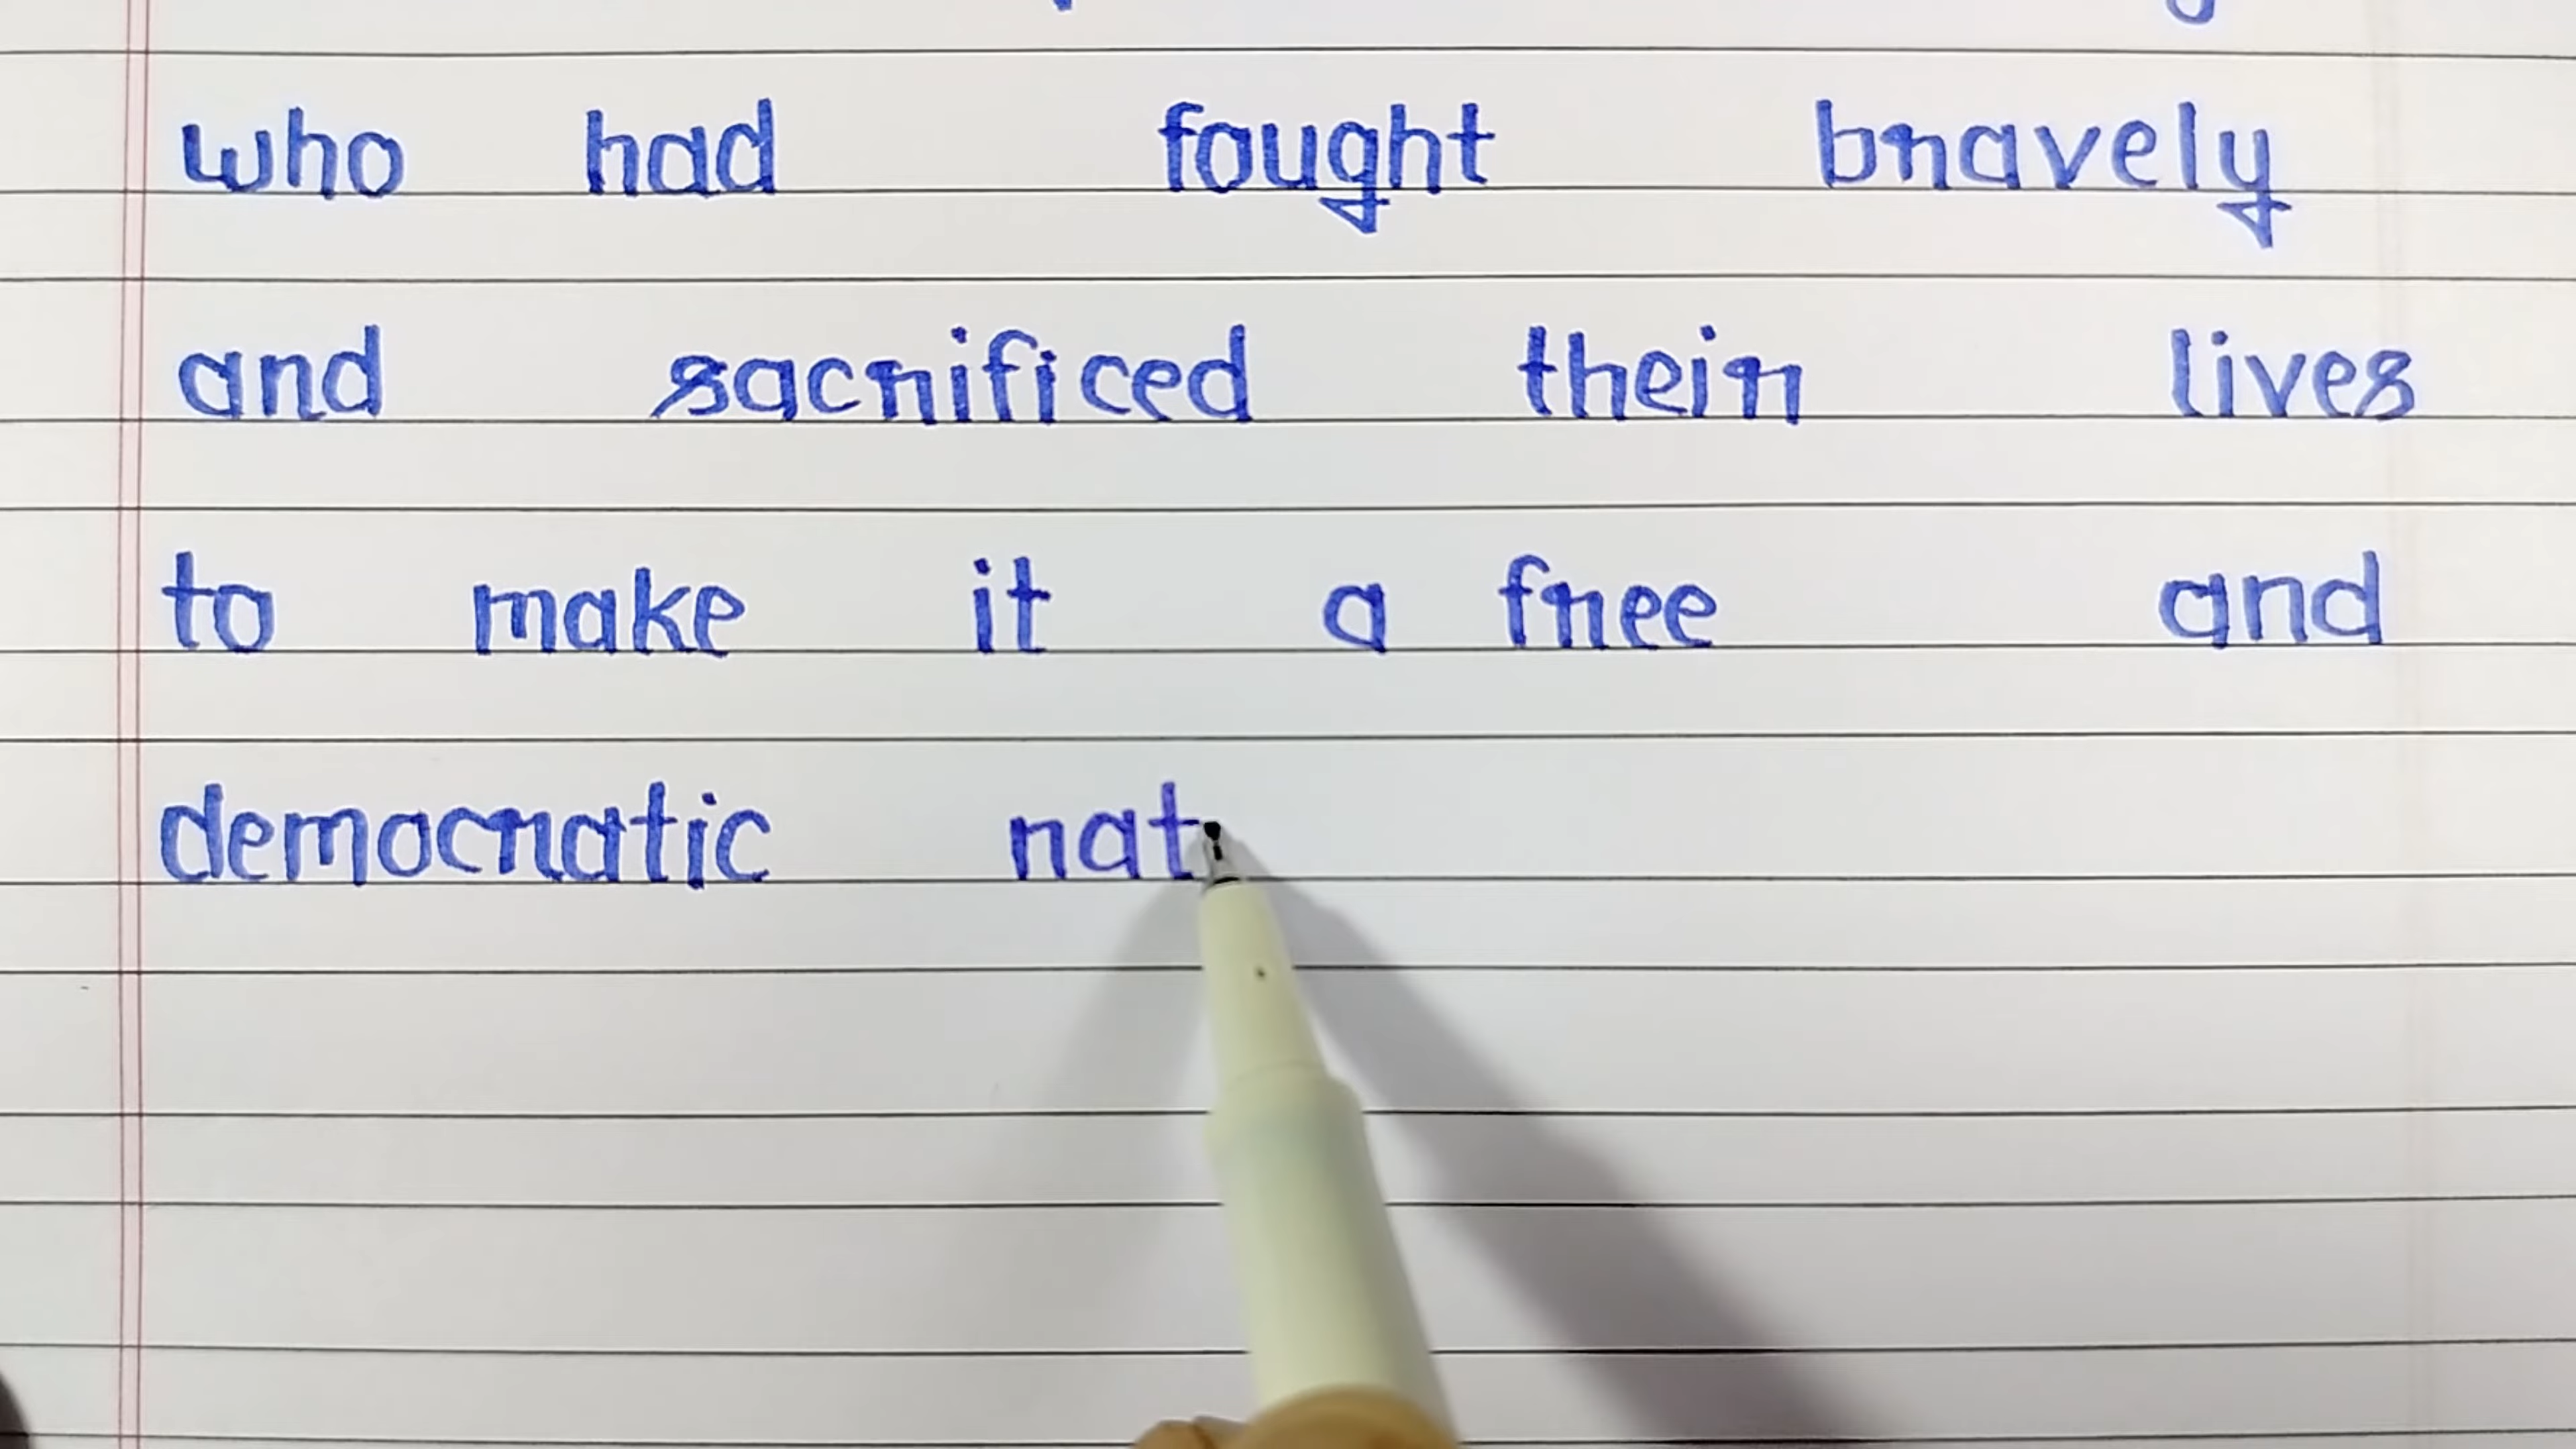 who had fought bravely
and sacrificed their lives
to make it a free and
democratic nat